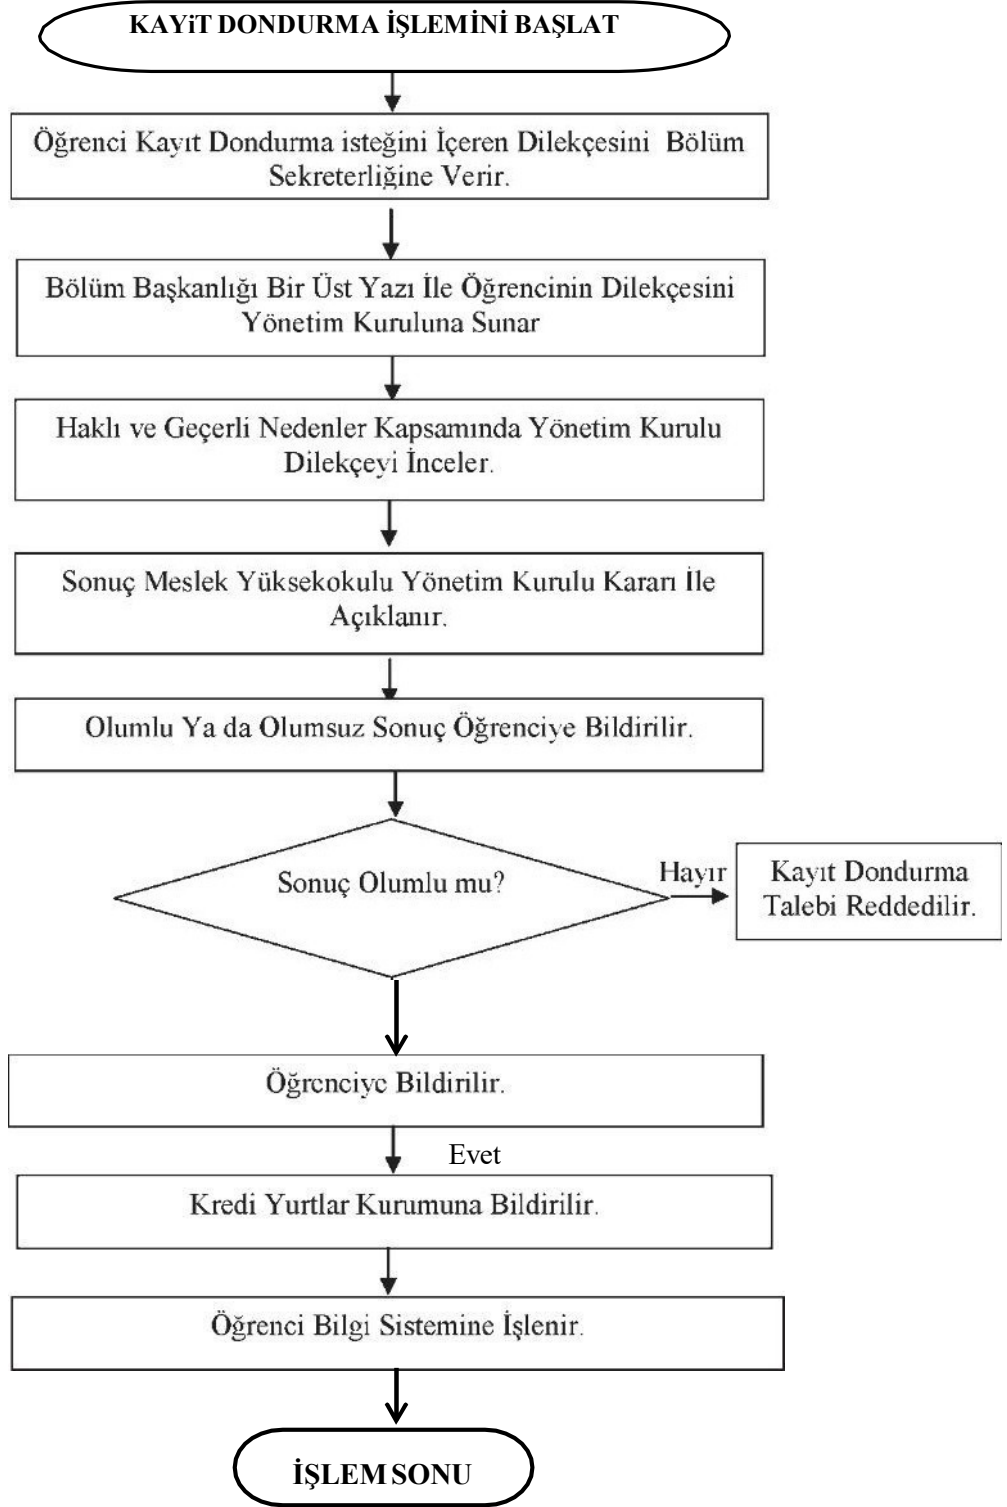 KAYiT DONDURMA İŞLEMİNİ BAŞLAT
Öğrenci Kayıt Dondurma isteğini İçeren Dilekçesini Bölüm
Sekreterliğine Verir.
Bölüm Başkanlığı Bir Üst Yazı İle Öğrencinin Dilekçesini
Yönetim Kuruluna Sunar
Haklı ve Geçerli Nedenler Kapsamında Yönetim Kurulu
Dilekçeyi İnceler.
Sonuç Meslek Yüksekokulu Yönetim Kurulu Kararı İle
Açıklanır.
Olumlu Ya da Olumsuz Sonuç Öğrenciye Bildirilir.
Sonuç Olumlu mu?
Hayır
Kayıt Dondurma
Talebi Reddedilir.
Öğrenciye Bildirilir.
Evet
Kredi Yurtlar Kurumuna Bildirilir.
Öğrenci Bilgi Sistemine İşlenir.
İŞLEM SONU